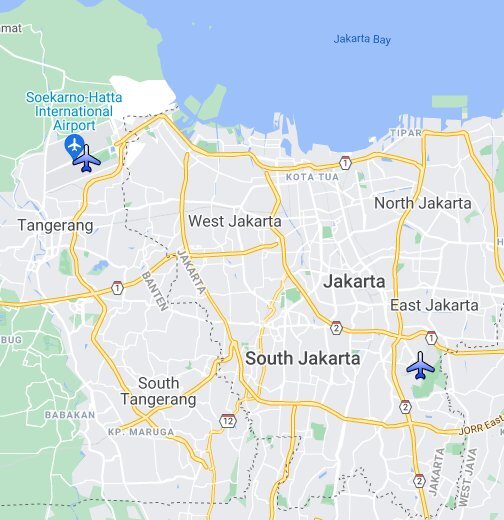 mat
Jakarta Bay
Soekarno-Hatta
International
Airport
TIPAR
1
KOTA TUA
North Jakarta
West Jakarta
Tangerang
JAKARTA
BANTEN
Jakarta
1
East Jakarta
2
1
BUG
South Jakarta
South
Tangerang
2
BABAKAN
12
KP. MARUGA
JORR East
JAKARTA
WEST JAVA
2